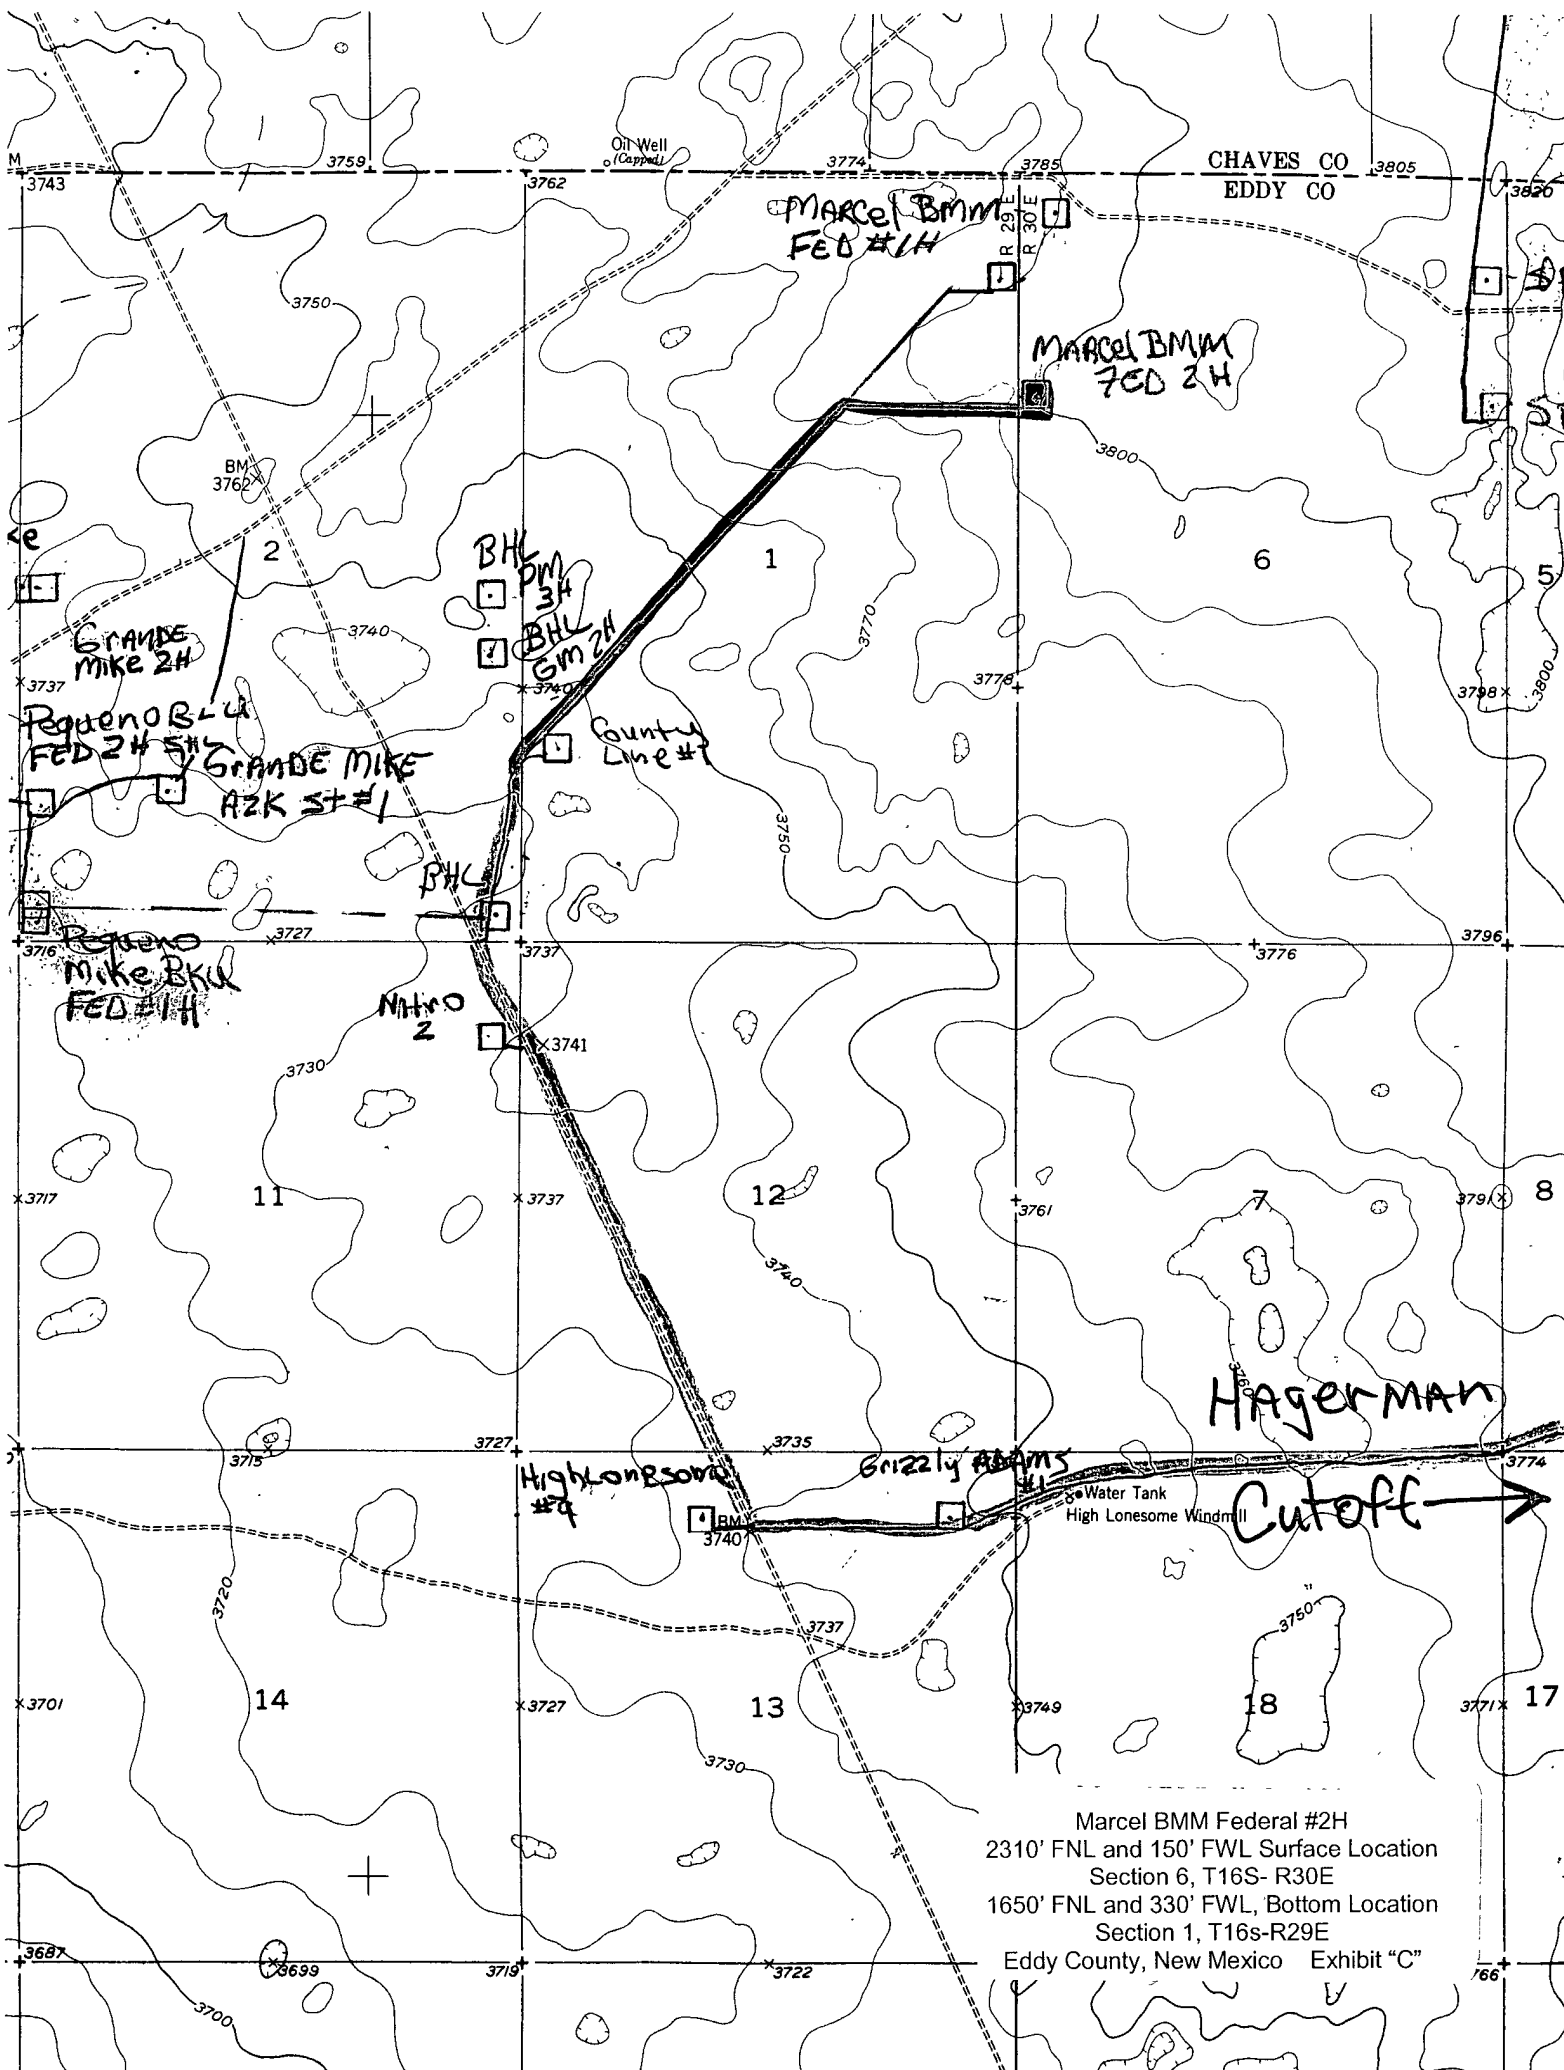 Oil Well
(Capped)
M
3743
3759
3762
3774
3785
CHAVES CO
EDDY CO
3805
3820
MARCel BMM
FED #1H
R 29 E
R 30 E
3750
MARCel BMM
FED 2H
3800
BM
3762
2
BHL
PM
3H
1
6
5
BHL
GM 2H
GrANDE
Mike 2H
3740
3770
3737
3740
3778
3798
3800
Pequeno BLU
FED 2H SHL
County
Line #1
GrANDE MIKE
AZK St #1
3750
BHL
3716
3727
3737
3776
3796
Pequeno
Mike BKU
FED #1H
Nitro
2
3741
3730
3717
11
3737
12
3761
7
3791
8
3740
3760
HAgerMAN
3715
3727
3735
3774
HighLonesome
#4
Grizzly ADAMS
#1
Water Tank
High Lonesome Windmill
Cutoff
BM
3740
3720
3737
3750
3701
14
3727
13
3749
18
3771
17
3730
Marcel BMM Federal #2H
2310' FNL and 150' FWL Surface Location
Section 6, T16S- R30E
1650' FNL and 330' FWL, Bottom Location
Section 1, T16s-R29E
Eddy County, New Mexico Exhibit "C"
3687
3699
3719
3722
766
3700